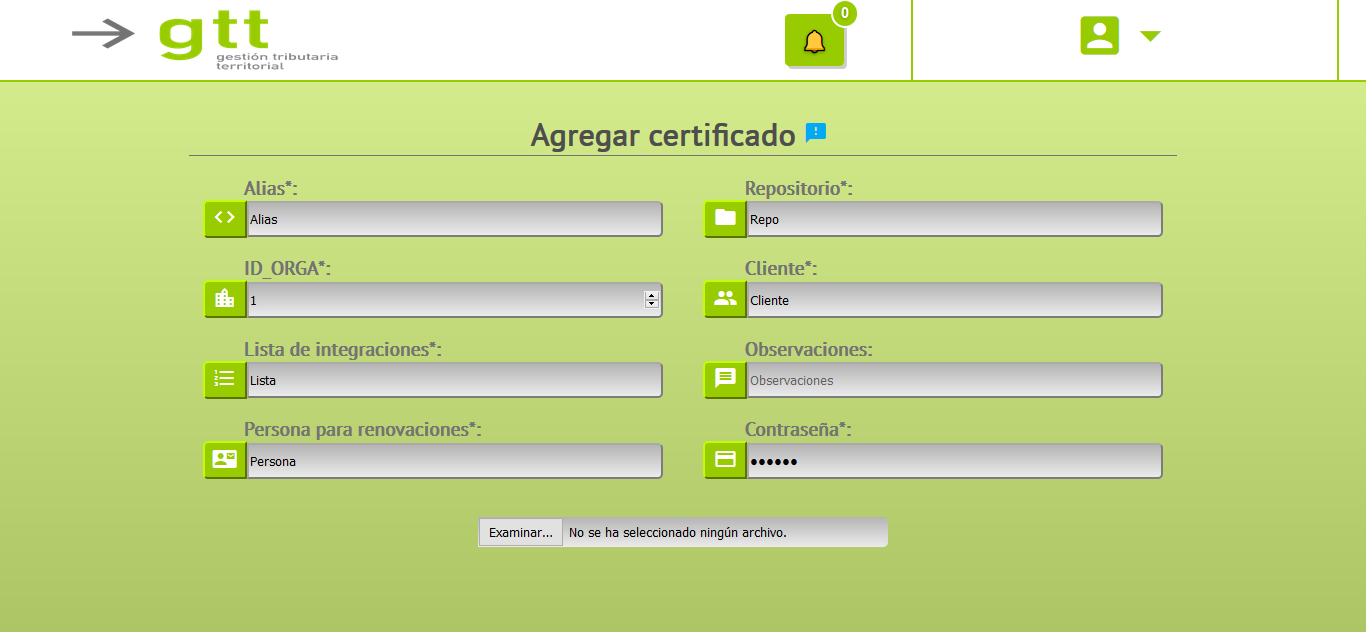 gtt
gestión tributaria
territorial
0
Agregar certificado
Alias*:
Alias
Repositorio*:
Repo
ID_ORGA*:
1
Cliente*:
Cliente
Lista de integraciones*:
Lista
Observaciones:
Observaciones
Persona para renovaciones*:
Persona
Contraseña*:
••••••
Examinar... No se ha seleccionado ningún archivo.